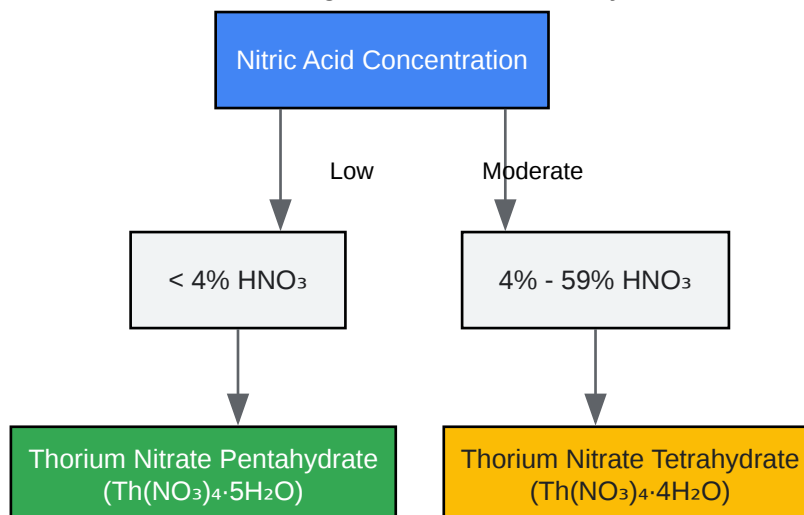 Nitric Acid Concentration
Low
Moderate
< 4% HNO₃
4% - 59% HNO₃
Thorium Nitrate Pentahydrate
(Th(NO₃)₄·5H₂O)
Thorium Nitrate Tetrahydrate
(Th(NO₃)₄·4H₂O)